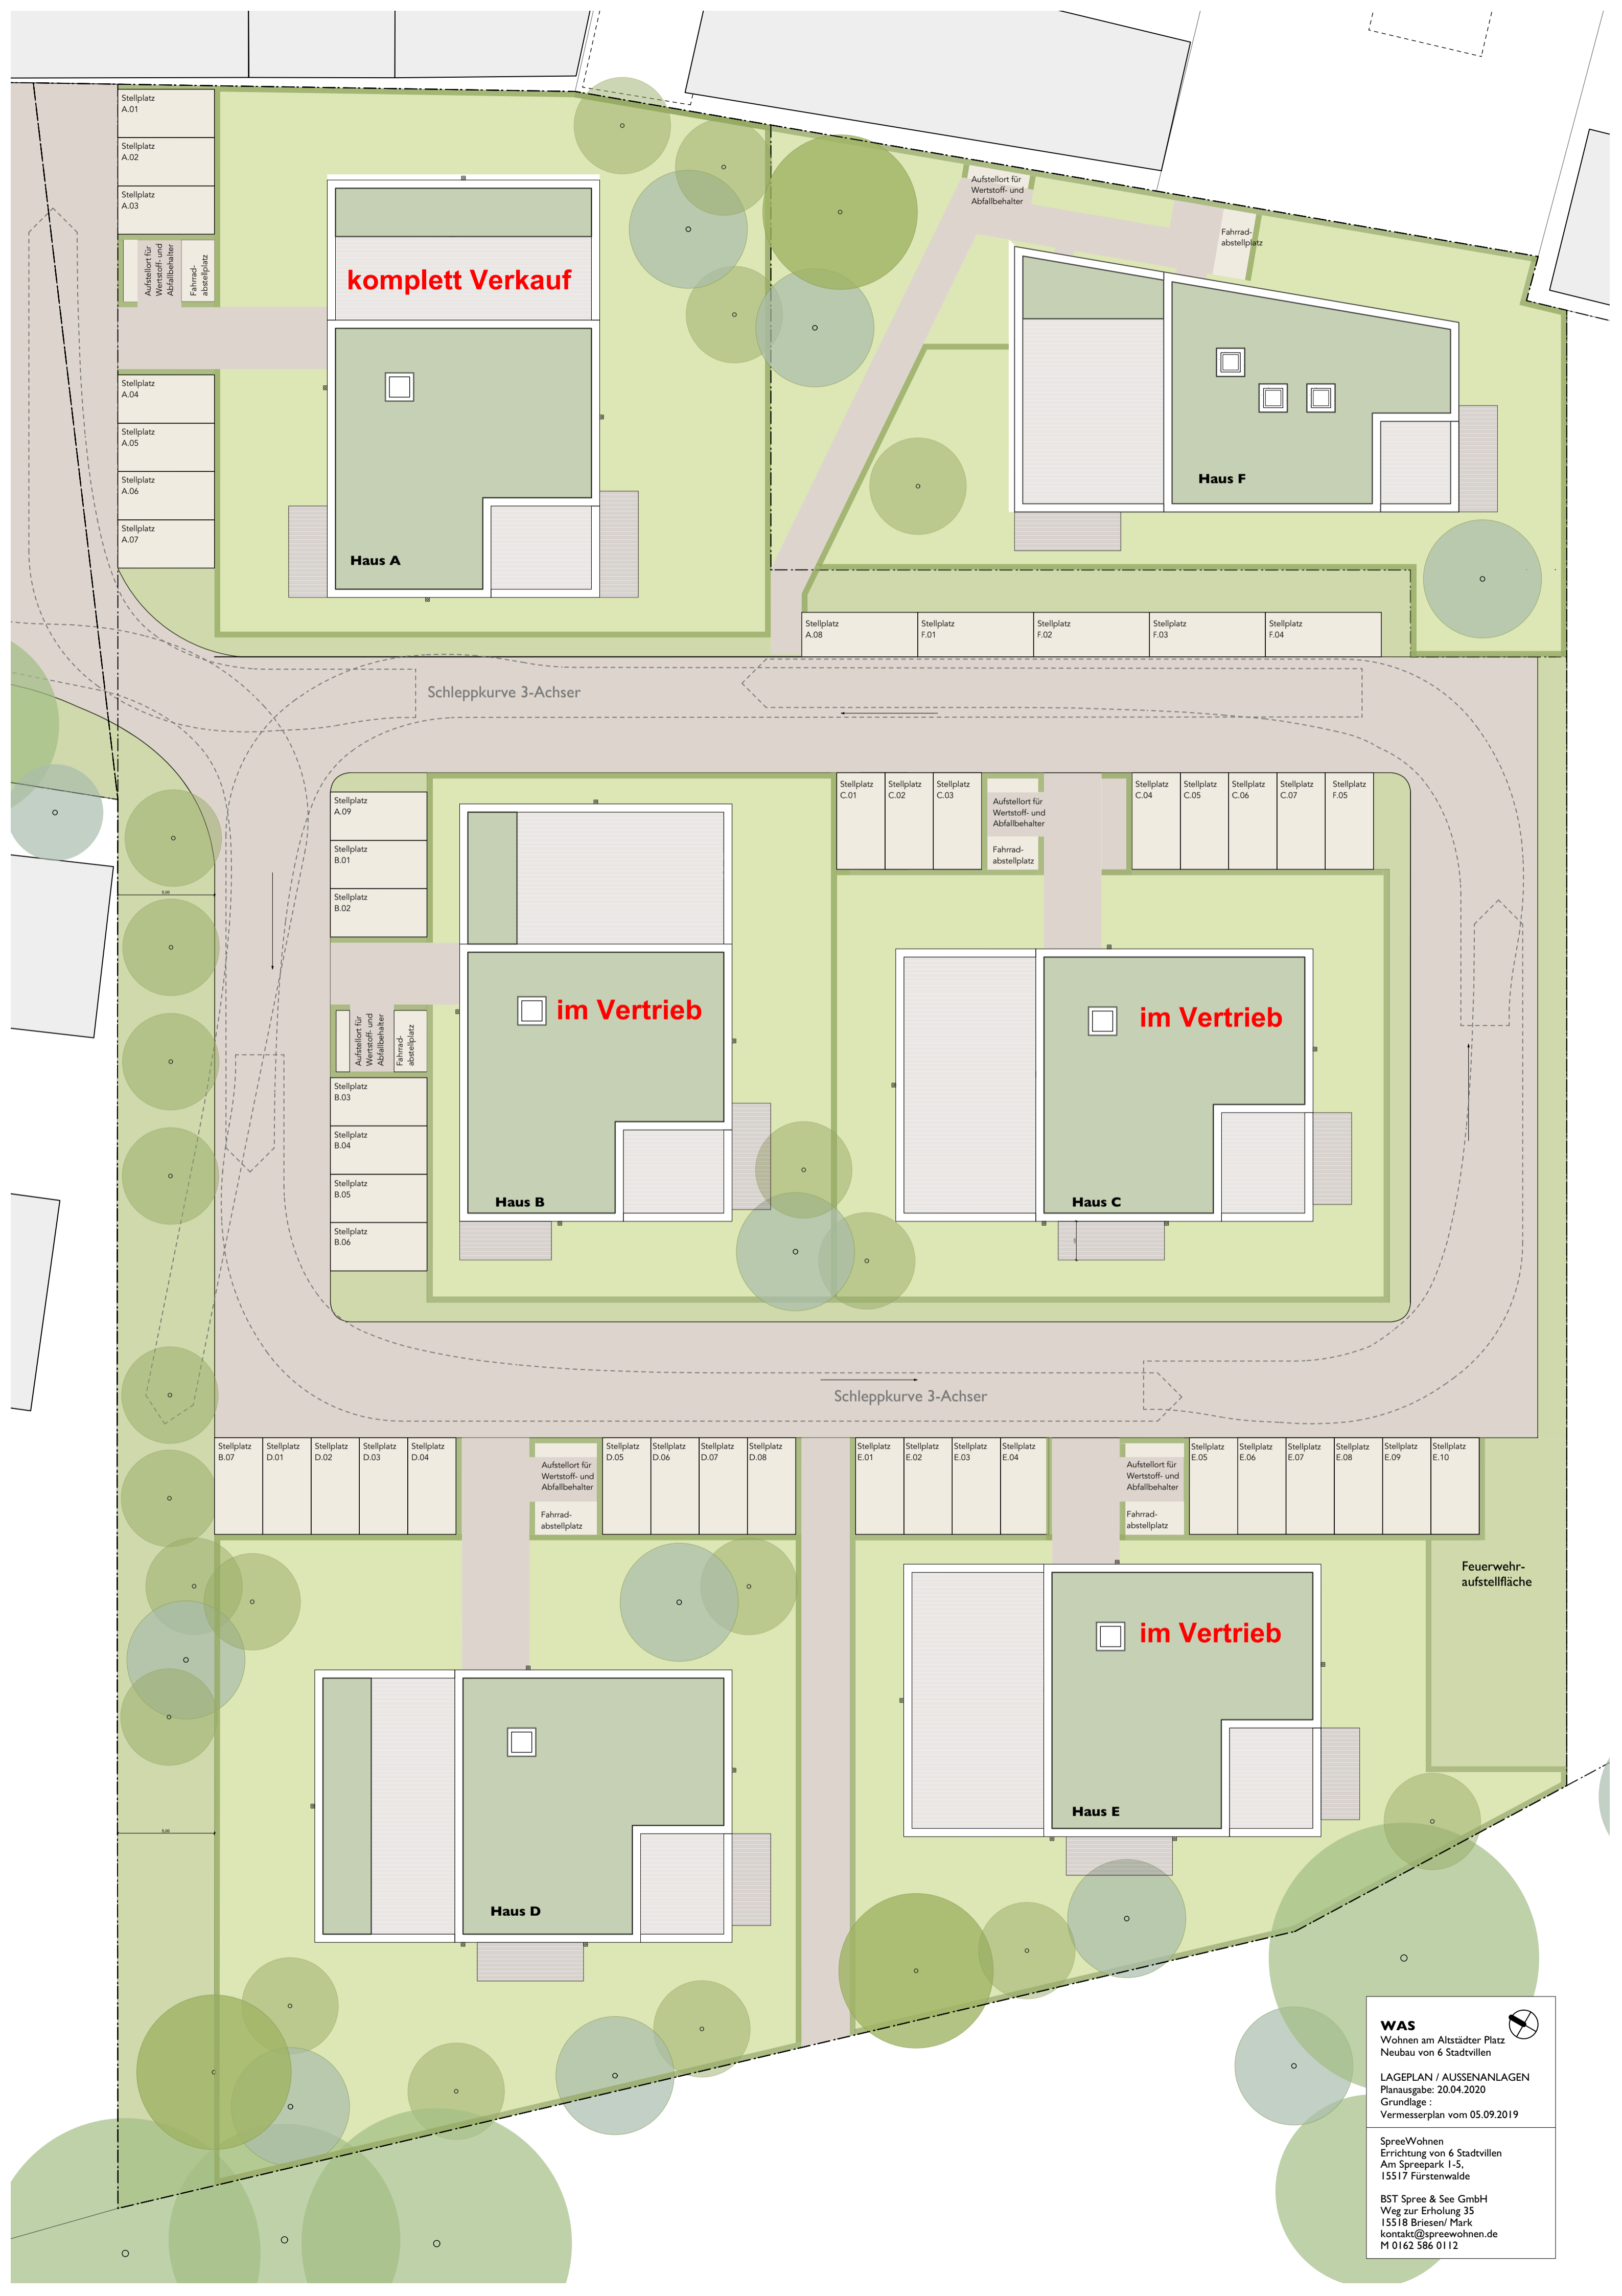 Stellplatz
A.01
Stellplatz
A.02
Stellplatz
A.03
Aufstellort für
Wertstoff- und
Abfallbehalter
Fahrrad-
abstellplatz
Stellplatz
A.04
Stellplatz
A.05
Stellplatz
A.06
Stellplatz
A.07
komplett Verkauf
Haus A
Aufstellort für
Wertstoff- und
Abfallbehalter
Fahrrad-
abstellplatz
Haus F
Stellplatz
A.08
Stellplatz
F.01
Stellplatz
F.02
Stellplatz
F.03
Stellplatz
F.04
Schleppkurve 3-Achser
Stellplatz
A.09
Stellplatz
B.01
Stellplatz
B.02
Aufstellort für
Wertstoff- und
Abfallbehalter
Fahrrad-
abstellplatz
Stellplatz
B.03
Stellplatz
B.04
Stellplatz
B.05
Stellplatz
B.06
im Vertrieb
Haus B
Stellplatz
C.01
Stellplatz
C.02
Stellplatz
C.03
Aufstellort für
Wertstoff- und
Abfallbehalter
Fahrrad-
abstellplatz
Stellplatz
C.04
Stellplatz
C.05
Stellplatz
C.06
Stellplatz
C.07
Stellplatz
F.05
im Vertrieb
Haus C
Schleppkurve 3-Achser
Stellplatz
B.07
Stellplatz
D.01
Stellplatz
D.02
Stellplatz
D.03
Stellplatz
D.04
Aufstellort für
Wertstoff- und
Abfallbehalter
Fahrrad-
abstellplatz
Stellplatz
D.05
Stellplatz
D.06
Stellplatz
D.07
Stellplatz
D.08
Stellplatz
E.01
Stellplatz
E.02
Stellplatz
E.03
Stellplatz
E.04
Aufstellort für
Wertstoff- und
Abfallbehalter
Fahrrad-
abstellplatz
Stellplatz
E.05
Stellplatz
E.06
Stellplatz
E.07
Stellplatz
E.08
Stellplatz
E.09
Stellplatz
E.10
Feuerwehr-
aufstellfläche
im Vertrieb
Haus E
Haus D
WAS
Wohnen am Altstädter Platz
Neubau von 6 Stadtvillen
LAGEPLAN / AUSSENANLAGEN
Planausgabe: 20.04.2020
Grundlage :
Vermesserplan vom 05.09.2019
SpreeWohnen
Errichtung von 6 Stadtvillen
Am Spreepark 1-5,
15517 Fürstenwalde
BST Spree & See GmbH
Weg zur Erholung 35
15518 Briesen/ Mark
kontakt@spreewohnen.de
M 0162 586 0112